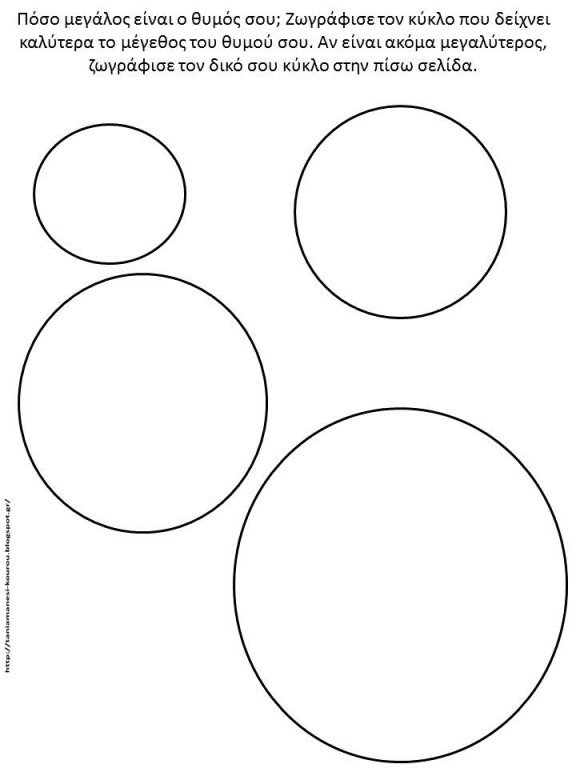 Πόσο μεγάλος είναι ο θυμός σου; Ζωγράφισε τον κύκλο που δείχνει
καλύτερα το μέγεθος του θυμού σου. Αν είναι ακόμα μεγαλύτερος,
ζωγράφισε τον δικό σου κύκλο στην πίσω σελίδα.
http://taniamanesi-kourou.blogspot.gr/